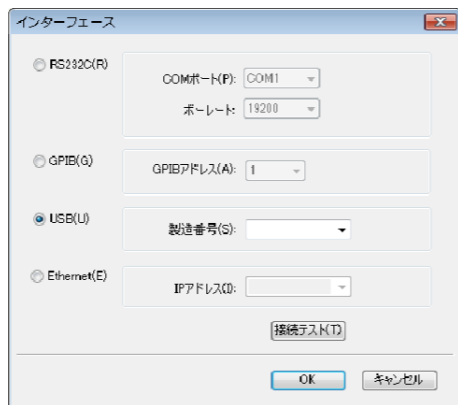 インターフェース
RS232C(R)
COMポート(P): COM1
ボーレート: 19200
GPIB(G)
GPIBアドレス(A): 1
USB(U)
製造番号(S):
Ethernet(E)
IPアドレス(I):
接続テスト(T)
OK キャンセル